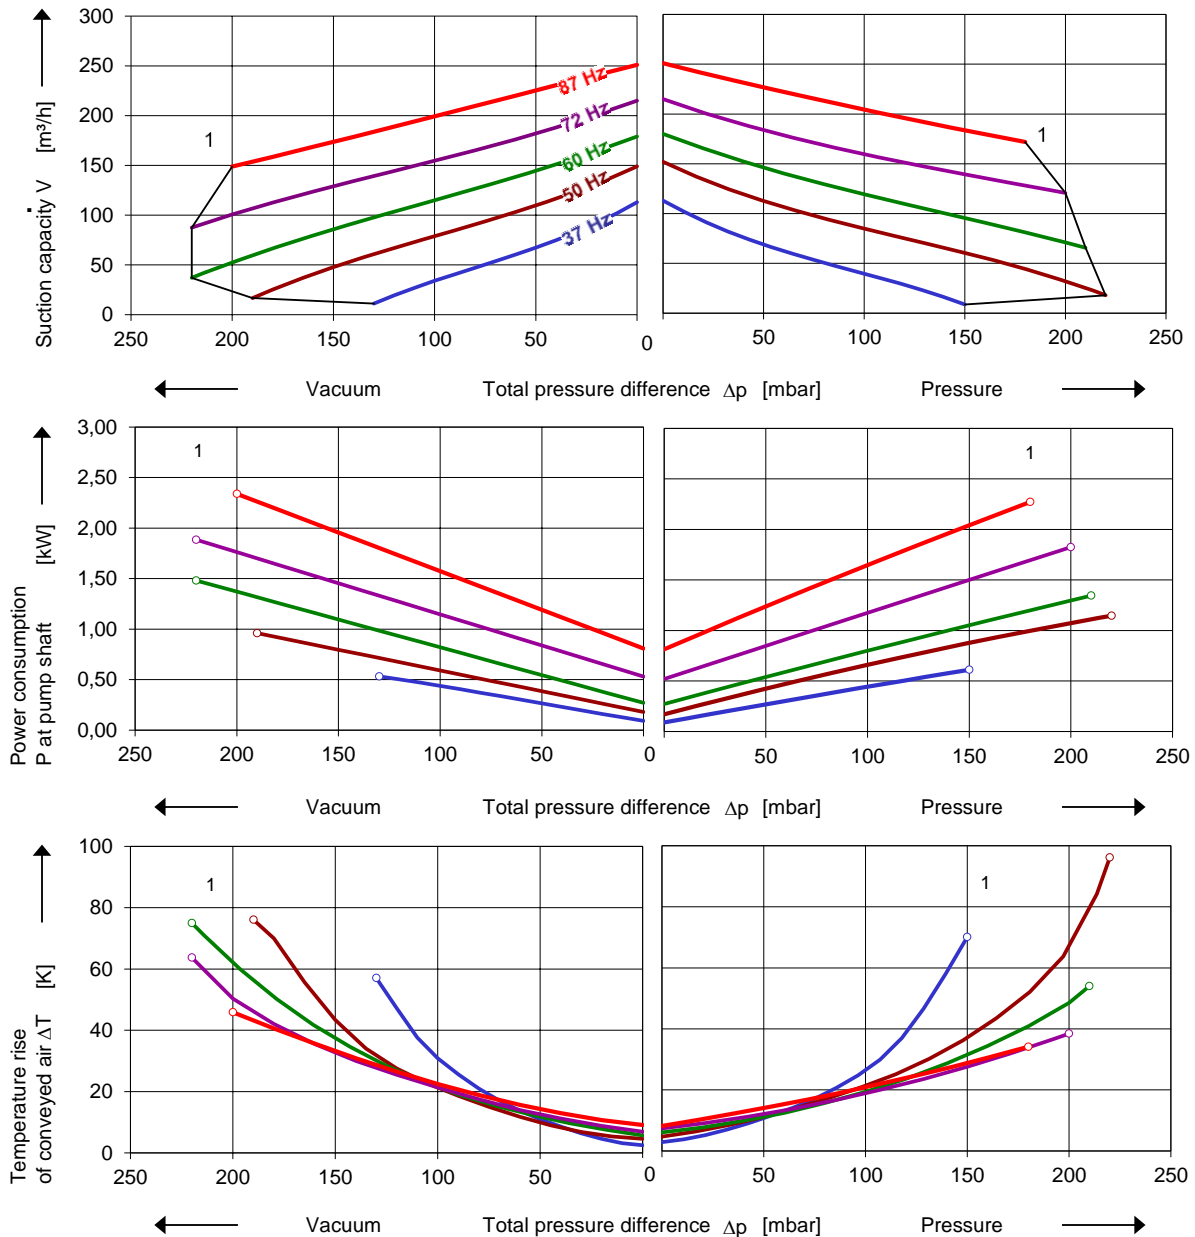 300
250
200
150
100
50
0
Suction capacity V̇ [m³/h]
1
87 Hz
72 Hz
60 Hz
50 Hz
37 Hz
1
250 200 150 100 50 0 50 100 150 200 250
Vacuum Total pressure difference Δp [mbar] Pressure
3,00
2,50
2,00
1,50
1,00
0,50
0,00
Power consumption
P at pump shaft [kW]
1 1
250 200 150 100 50 0 50 100 150 200 250
Vacuum Total pressure difference Δp [mbar] Pressure
100
80
60
40
20
0
Temperature rise
of conveyed air ΔT [K]
1 1
250 200 150 100 50 0 50 100 150 200 250
Vacuum Total pressure difference Δp [mbar] Pressure